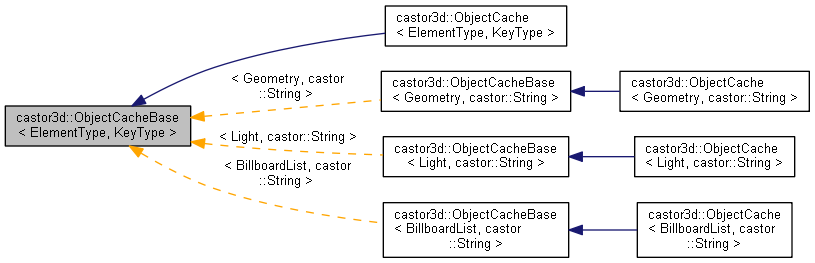 castor3d::ObjectCache
< ElementType, KeyType >
< Geometry, castor
::String >
castor3d::ObjectCacheBase
< Geometry, castor::String >
castor3d::ObjectCache
< Geometry, castor::String >
castor3d::ObjectCacheBase
< ElementType, KeyType >
< Light, castor::String >
castor3d::ObjectCacheBase
< Light, castor::String >
castor3d::ObjectCache
< Light, castor::String >
< BillboardList, castor
::String >
castor3d::ObjectCacheBase
< BillboardList, castor
::String >
castor3d::ObjectCache
< BillboardList, castor
::String >